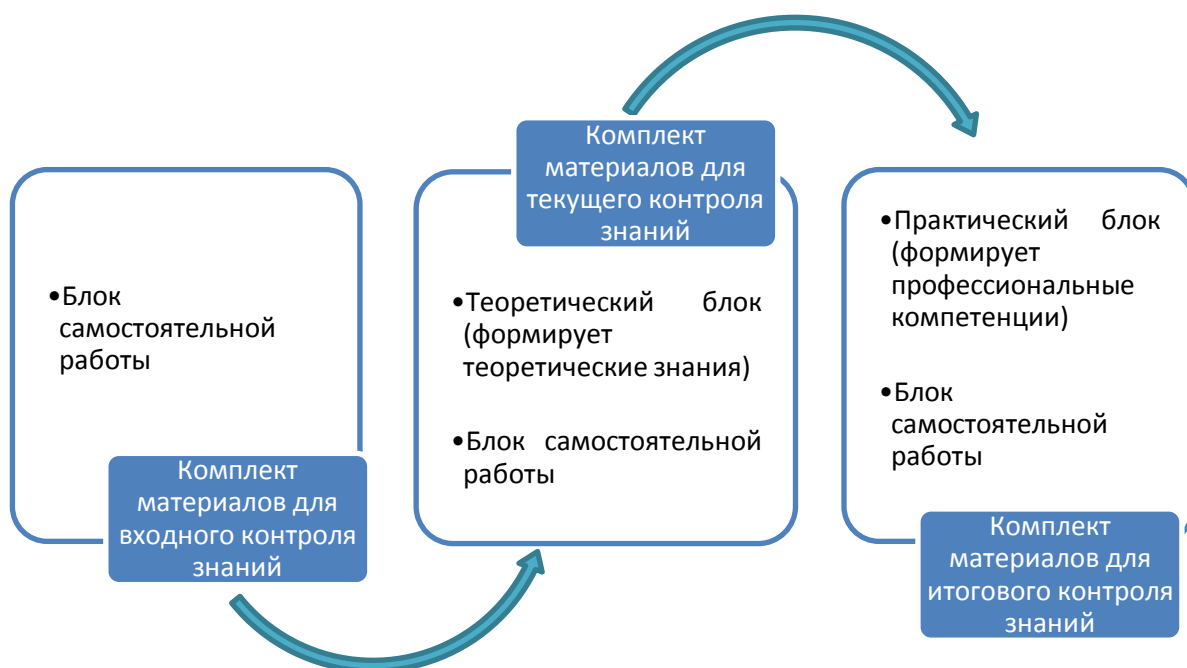 •Блок
самостоятельной
работы
Комплект
материалов для
входного контроля
знаний
Комплект
материалов для
текущего контроля
знаний
•Теоретический блок
(формирует
теоретические знания)
•Блок самостоятельной
работы
•Практический блок
(формирует
профессиональные
компетенции)
•Блок
самостоятельной
работы
Комплект
материалов для
итогового контроля
знаний